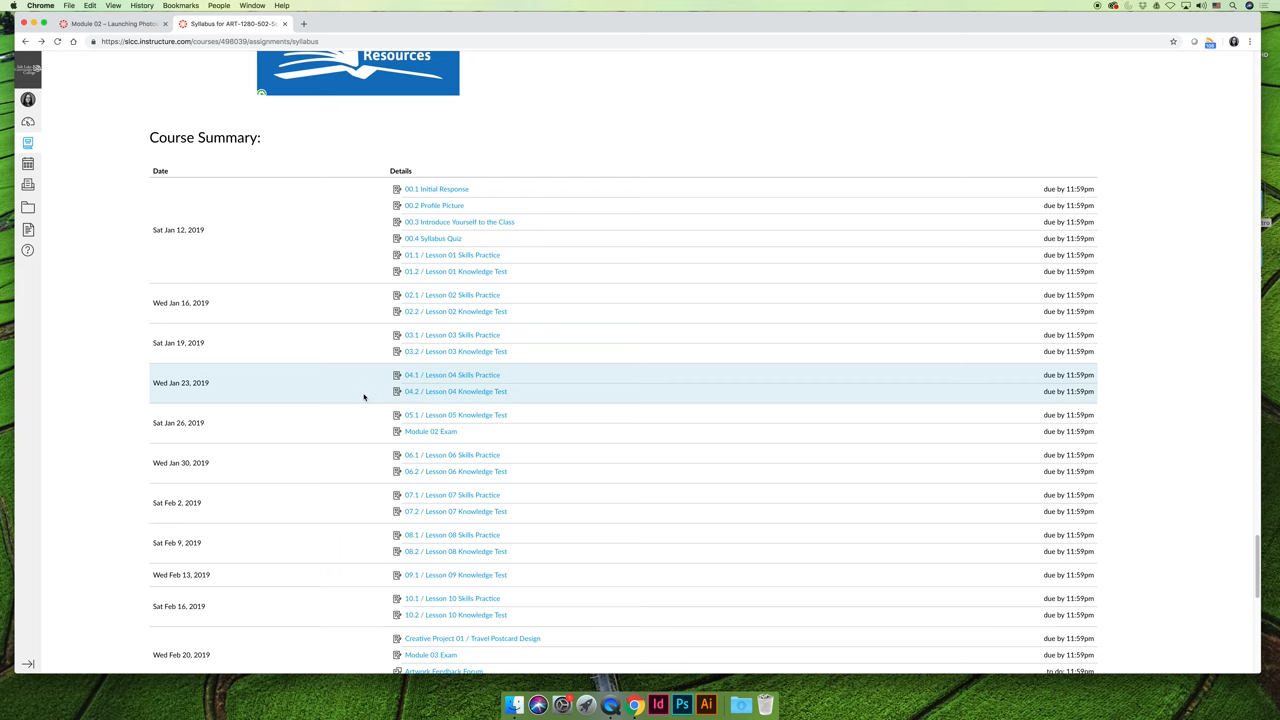 Chrome File Edit View History Bookmarks People Window Help
Module 02 – Launching Photos
Syllabus for ART-1280-502-S
https://slcc.instructure.com/courses/498039/assignments/syllabus
106
Resources
Course Summary:
Date Details
00.1 Initial Response due by 11:59pm
00.2 Profile Picture due by 11:59pm
00.3 Introduce Yourself to the Class due by 11:59pm
Sat Jan 12, 2019
00.4 Syllabus Quiz due by 11:59pm
01.1 / Lesson 01 Skills Practice due by 11:59pm
01.2 / Lesson 01 Knowledge Test due by 11:59pm
02.1 / Lesson 02 Skills Practice due by 11:59pm
Wed Jan 16, 2019
02.2 / Lesson 02 Knowledge Test due by 11:59pm
03.1 / Lesson 03 Skills Practice due by 11:59pm
Sat Jan 19, 2019
03.2 / Lesson 03 Knowledge Test due by 11:59pm
04.1 / Lesson 04 Skills Practice due by 11:59pm
Wed Jan 23, 2019
04.2 / Lesson 04 Knowledge Test due by 11:59pm
05.1 / Lesson 05 Knowledge Test due by 11:59pm
Sat Jan 26, 2019
Module 02 Exam due by 11:59pm
06.1 / Lesson 06 Skills Practice due by 11:59pm
Wed Jan 30, 2019
06.2 / Lesson 06 Knowledge Test due by 11:59pm
07.1 / Lesson 07 Skills Practice due by 11:59pm
Sat Feb 2, 2019
07.2 / Lesson 07 Knowledge Test due by 11:59pm
08.1 / Lesson 08 Skills Practice due by 11:59pm
Sat Feb 9, 2019
08.2 / Lesson 08 Knowledge Test due by 11:59pm
Wed Feb 13, 2019 09.1 / Lesson 09 Knowledge Test due by 11:59pm
10.1 / Lesson 10 Skills Practice due by 11:59pm
Sat Feb 16, 2019
10.2 / Lesson 10 Knowledge Test due by 11:59pm
Creative Project 01 / Travel Postcard Design due by 11:59pm
Wed Feb 20, 2019 Module 03 Exam due by 11:59pm
Artwork Feedback Forum to do: 11:59pm
Id Ps Ai